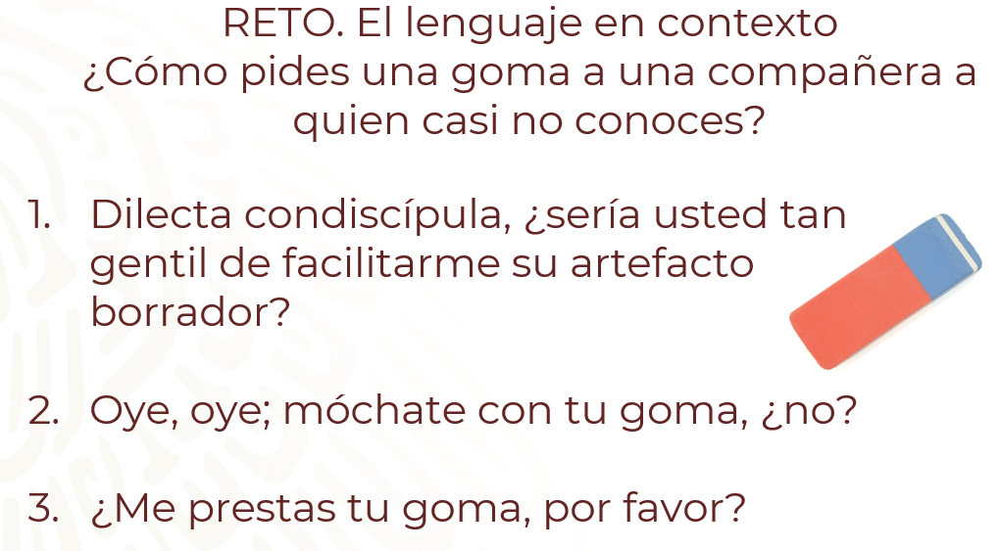 RETO. El lenguaje en contexto
¿Cómo pides una goma a una compañera a
quien casi no conoces?
1. Dilecta condiscípula, ¿sería usted tan
gentil de facilitarme su artefacto
borrador?
2. Oye, oye; móchate con tu goma, ¿no?
3. ¿Me prestas tu goma, por favor?